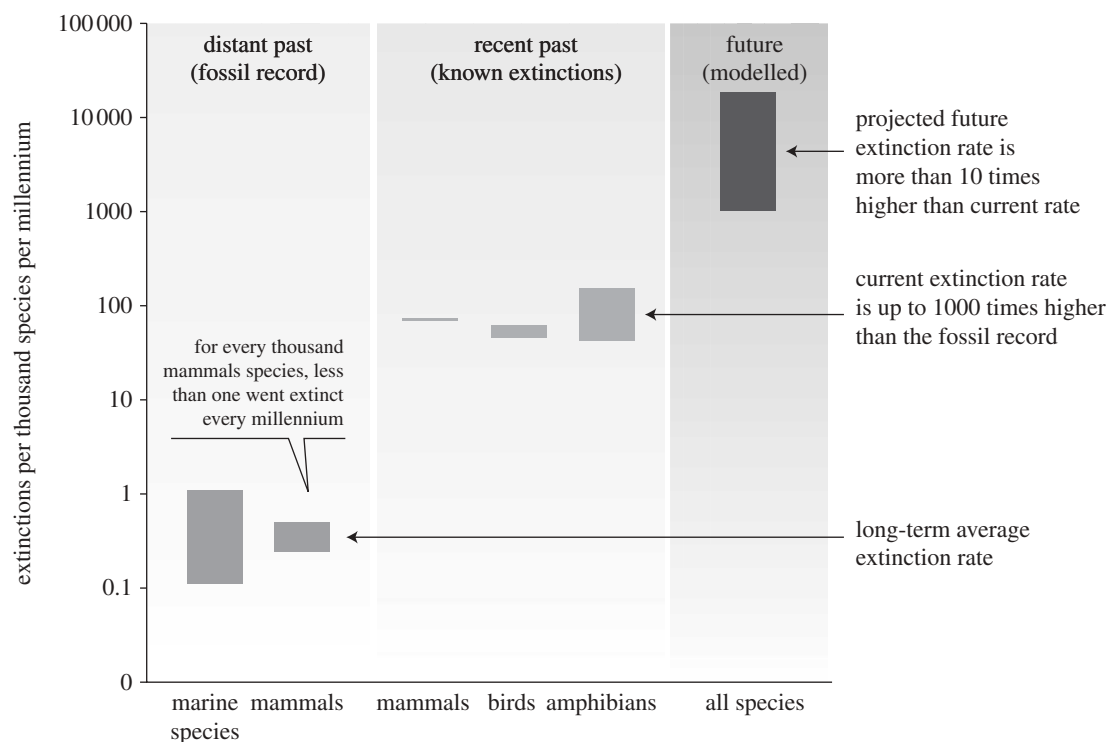 extinctions per thousand species per millennium
100 000
10 000
1000
100
10
1
0.1
0
distant past
(fossil record)
recent past
(known extinctions)
future
(modelled)
for every thousand
mammals species, less
than one went extinct
every millennium
projected future
extinction rate is
more than 10 times
higher than current rate
current extinction rate
is up to 1000 times higher
than the fossil record
long-term average
extinction rate
marine
species
mammals
mammals
birds
amphibians
all species